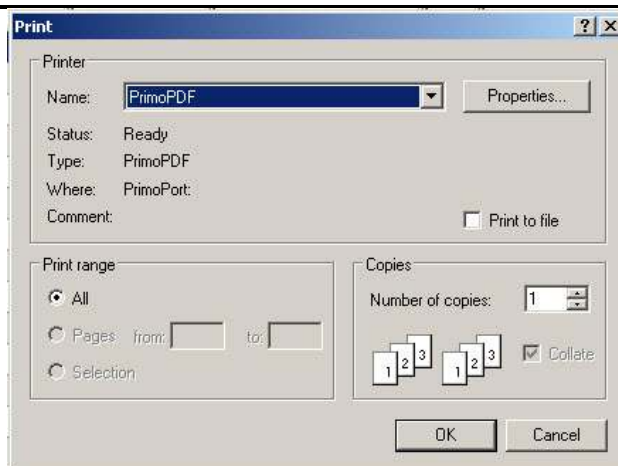 Print
Printer
Name: PrimoPDF Properties...
Status: Ready
Type: PrimoPDF
Where: PrimoPort:
Comment: Print to file
Print range
All
Pages from: to:
Selection
Copies
Number of copies: 1
1 2 3 1 2 3 Collate
OK Cancel